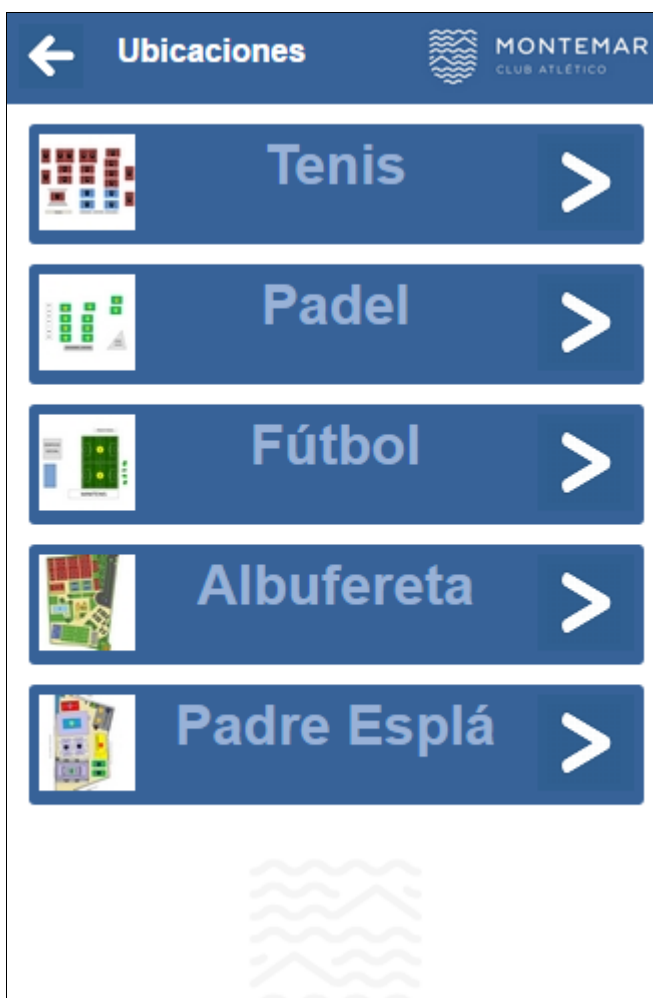 Ubicaciones
MONTEMAR
CLUB ATLÉTICO
Tenis
Padel
Fútbol
Albufereta
Padre Esplá